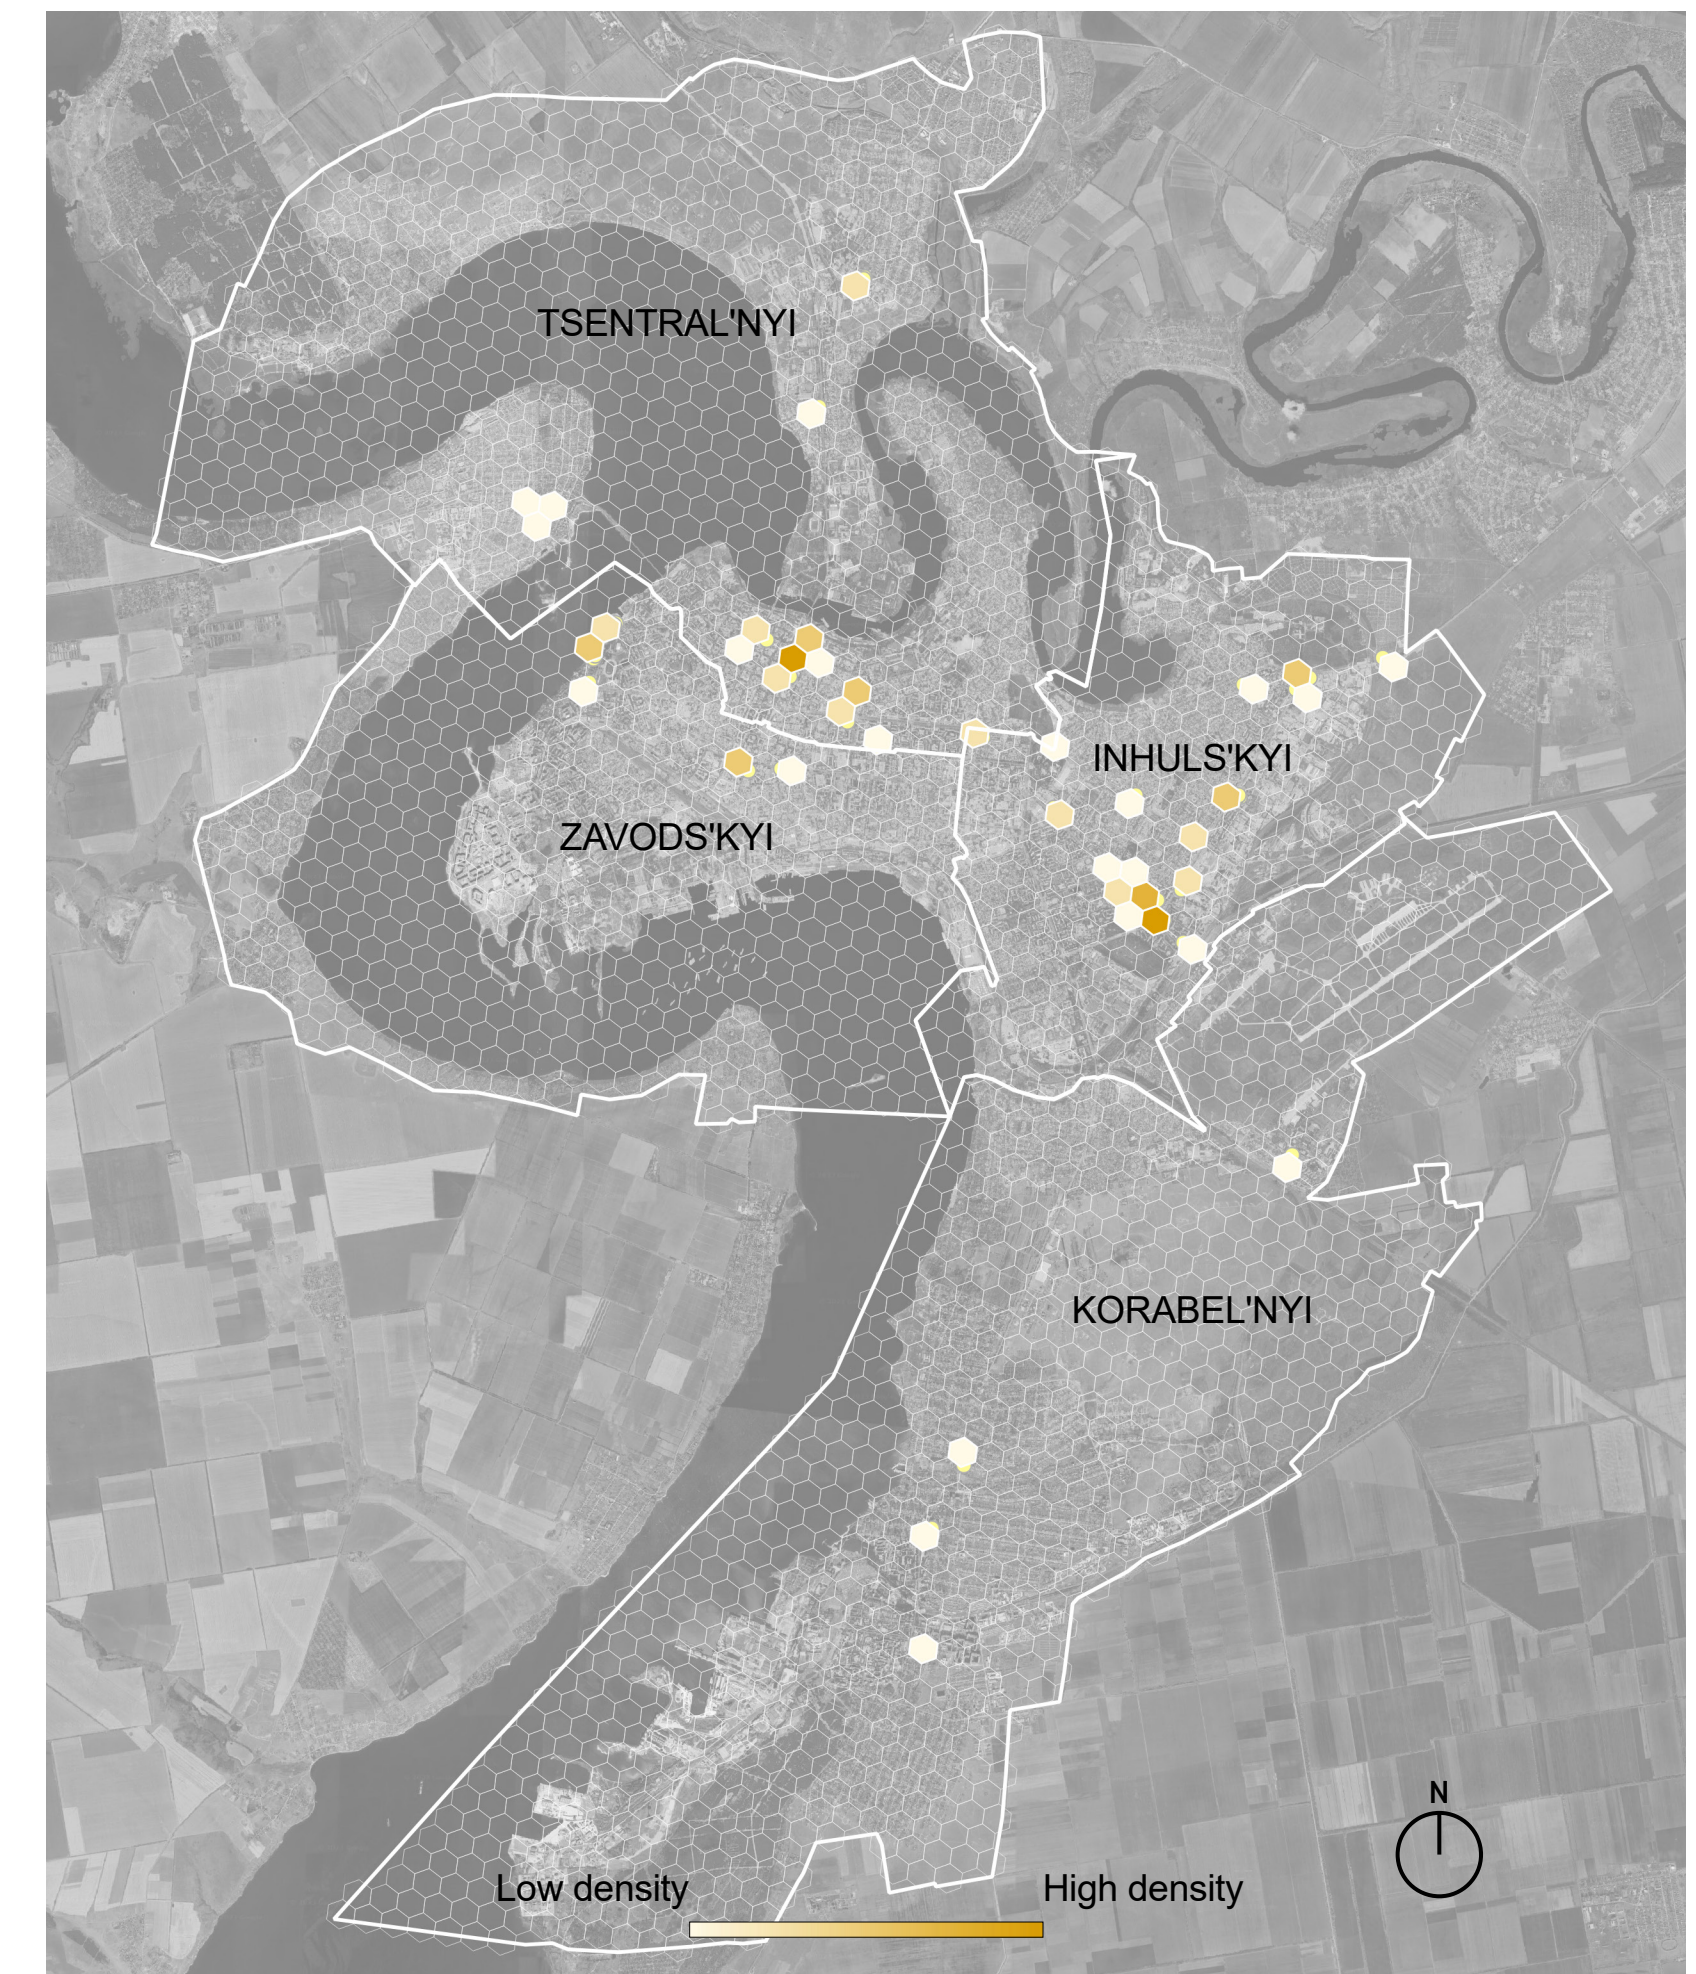 TSENTRAL'NYI
INHULS'KYI
ZAVODS'KYI
KORABEL'NYI
N
Low density
High density